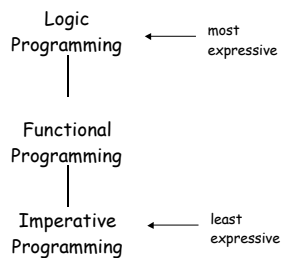 Logic
Programming
most
expressive
Functional
Programming
Imperative
Programming
least
expressive